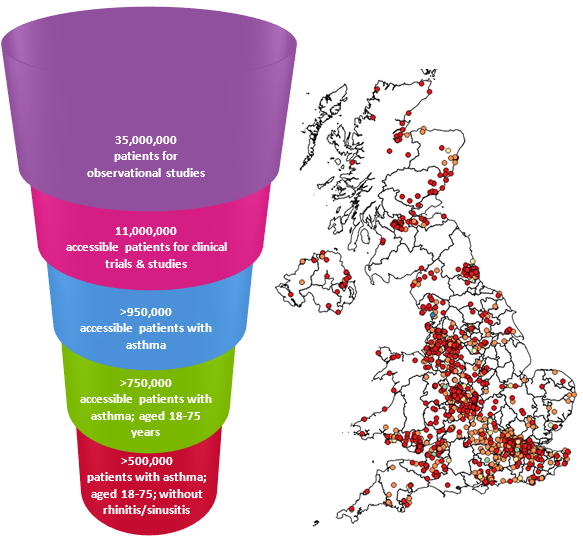 35,000,000
patients for
observational studies
11,000,000
accessible patients for clinical
trials & studies
>950,000
accessible patients with
asthma
>750,000
accessible patients with
asthma; aged 18-75
years
>500,000
patients with asthma;
aged 18-75; without
rhinitis/sinusitis